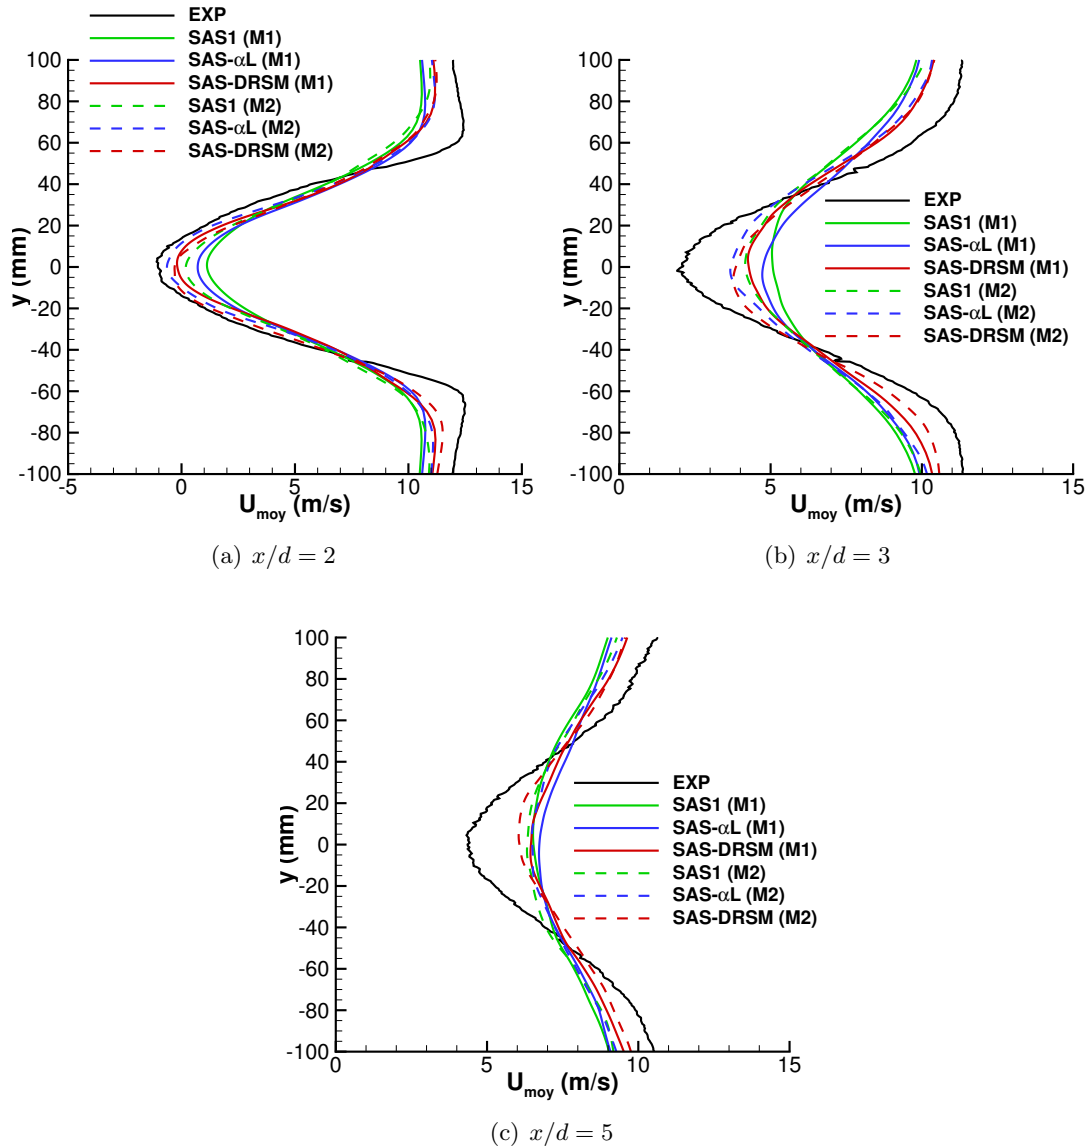 EXP
SAS1 (M1)
SAS-αL (M1)
SAS-DRSM (M1)
SAS1 (M2)
SAS-αL (M2)
SAS-DRSM (M2)
y (mm)
100
80
60
40
20
0
-20
-40
-60
-80
-100
-5 0 5 10 15
U_moy (m/s)
(a) x/d = 2
y (mm)
100
80
60
40
20
0
-20
-40
-60
-80
-100
0 5 10 15
U_moy (m/s)
EXP
SAS1 (M1)
SAS-αL (M1)
SAS-DRSM (M1)
SAS1 (M2)
SAS-αL (M2)
SAS-DRSM (M2)
(b) x/d = 3
y (mm)
100
80
60
40
20
0
-20
-40
-60
-80
-100
0 5 10 15
U_moy (m/s)
EXP
SAS1 (M1)
SAS-αL (M1)
SAS-DRSM (M1)
SAS1 (M2)
SAS-αL (M2)
SAS-DRSM (M2)
(c) x/d = 5